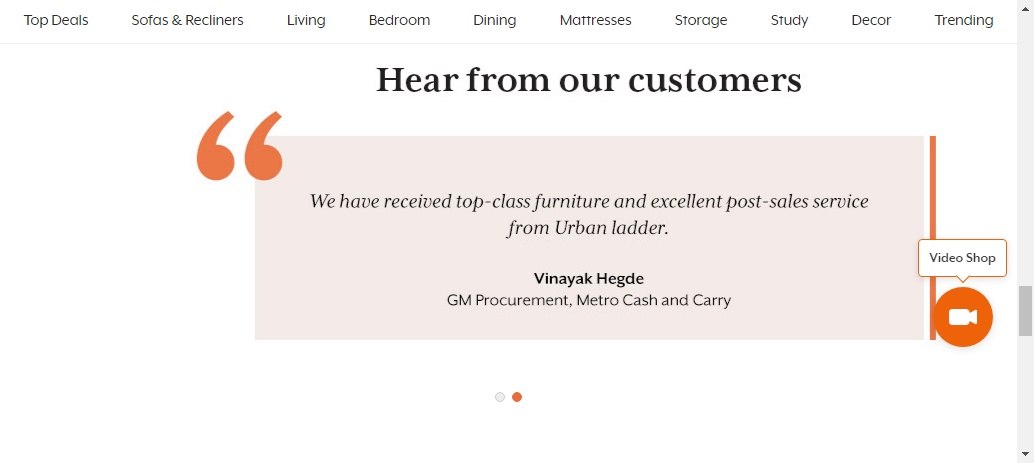 Top Deals Sofas & Recliners Living Bedroom Dining Mattresses Storage Study Decor Trending
Hear from our customers
“
We have received top-class furniture and excellent post-sales service
from Urban ladder.
Vinayak Hegde
GM Procurement, Metro Cash and Carry
Video Shop